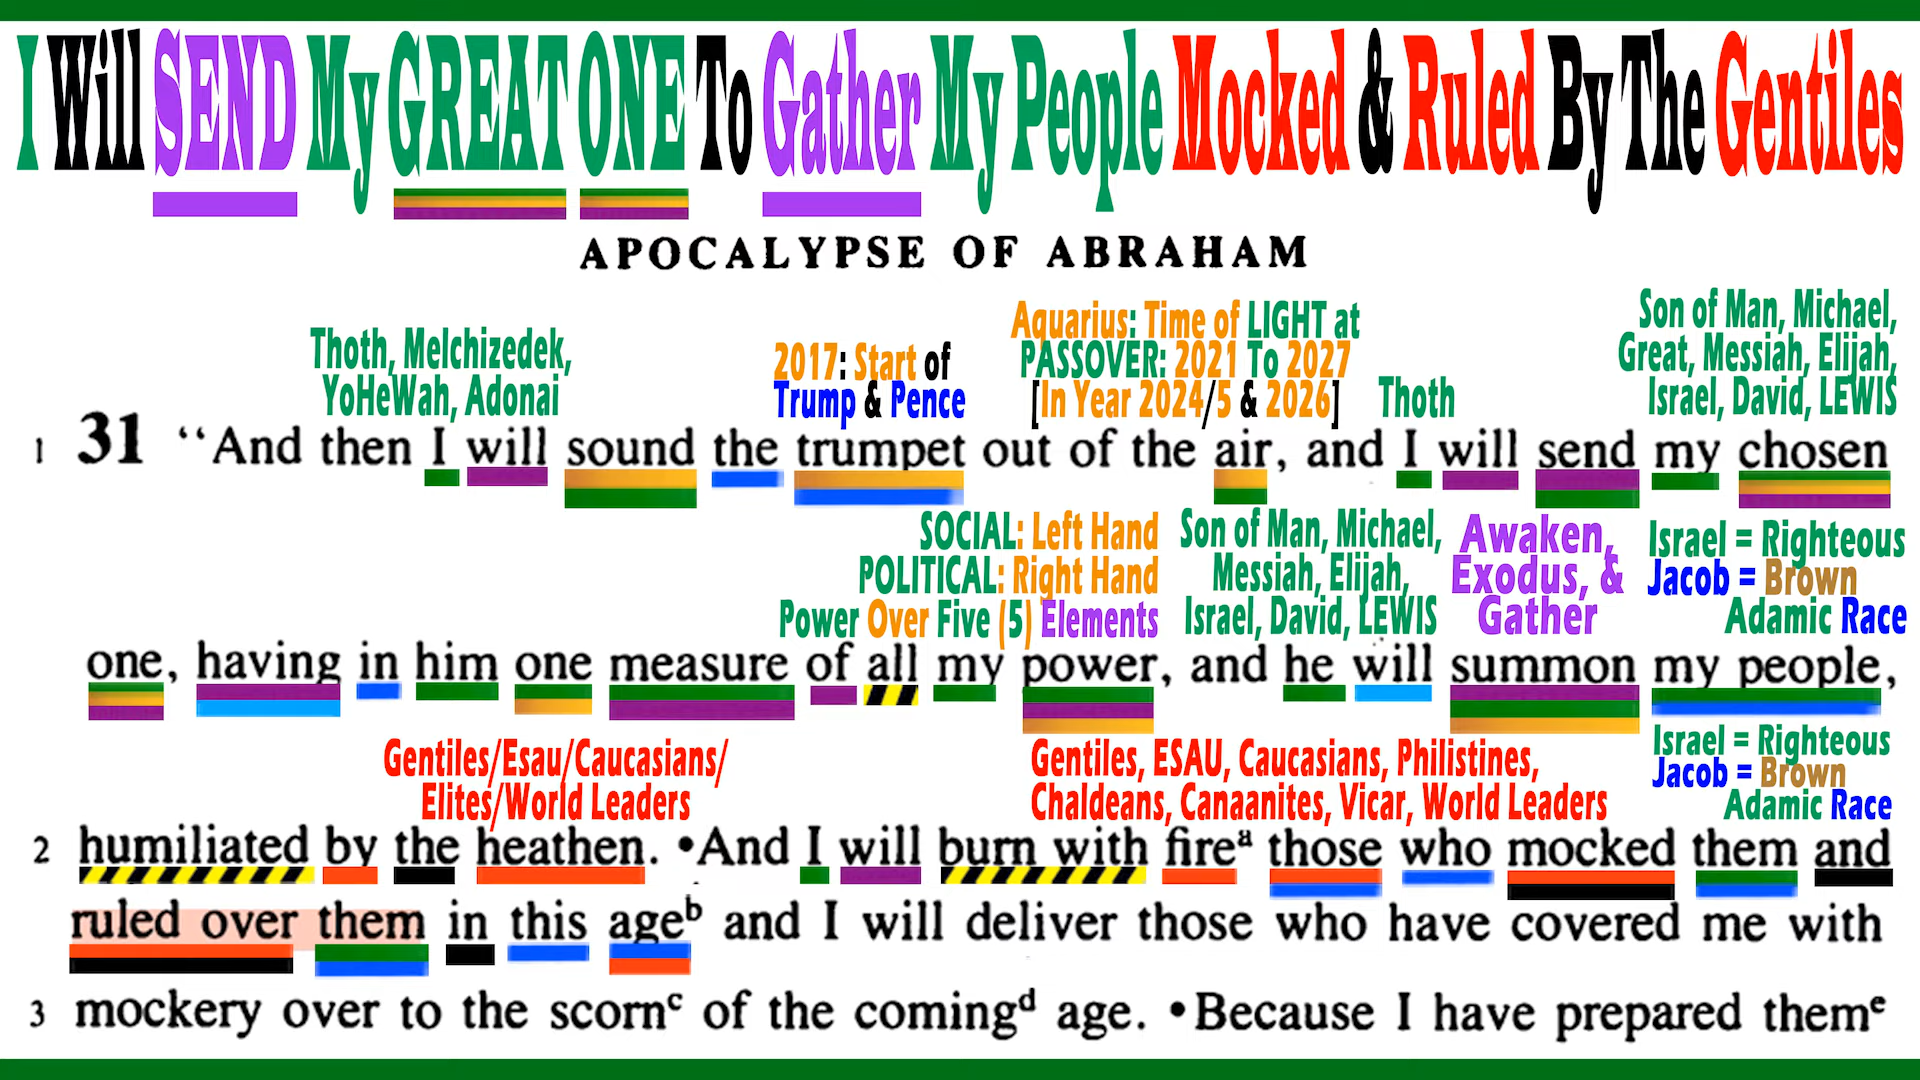 I Will SEND My GREAT ONE To Gather My People Mocked & Ruled By The Gentiles
APOCALYPSE OF ABRAHAM
Thoth, Melchizedek,
YoHeWah, Adonai
2017: Start of
Trump & Pence
Aquarius: Time of LIGHT at
PASSOVER: 2021 To 2027
[In Year 2024/5 & 2026]
Thoth
Son of Man, Michael,
Great, Messiah, Elijah,
Israel, David, LEWIS
1 31 “And then I will sound the trumpet out of the air, and I will send my chosen
SOCIAL: Left Hand
POLITICAL: Right Hand
Power Over Five (5) Elements
Son of Man, Michael,
Messiah, Elijah,
Israel, David, LEWIS
Awaken,
Exodus, &
Gather
Israel = Righteous
Jacob = Brown
Adamic Race
one, having in him one measure of all my power, and he will summon my people,
Gentiles/Esau/Caucasians/
Elites/World Leaders
Gentiles, ESAU, Caucasians, Philistines,
Chaldeans, Canaanites, Vicar, World Leaders
Israel = Righteous
Jacob = Brown
Adamic Race
2 humiliated by the heathen. •And I will burn with fireᵃ those who mocked them and
ruled over them in this ageᵇ and I will deliver those who have covered me with
3 mockery over to the scornᶜ of the comingᵈ age. •Because I have prepared themᵉ